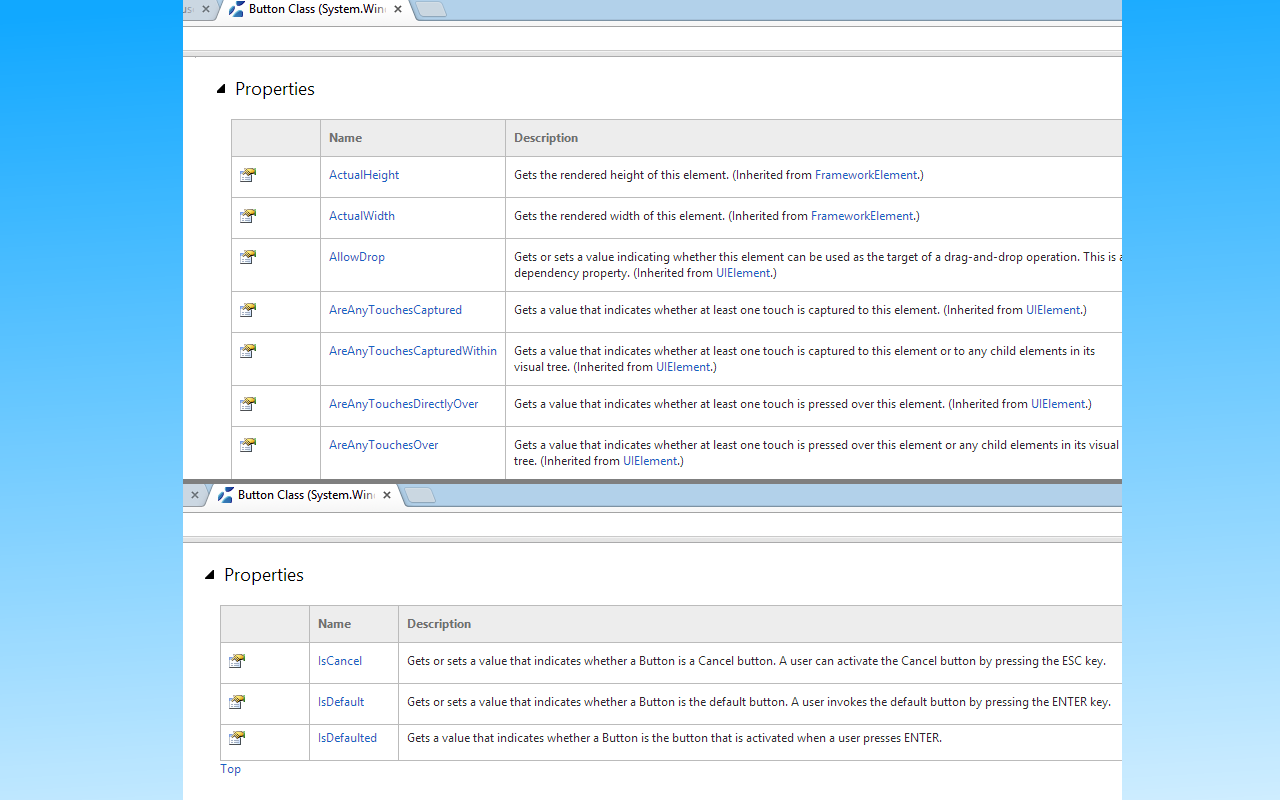 Button Class (System.Win
Properties
Name Description
ActualHeight Gets the rendered height of this element. (Inherited from FrameworkElement.)
ActualWidth Gets the rendered width of this element. (Inherited from FrameworkElement.)
AllowDrop Gets or sets a value indicating whether this element can be used as the target of a drag-and-drop operation. This is a
dependency property. (Inherited from UIElement.)
AreAnyTouchesCaptured Gets a value that indicates whether at least one touch is captured to this element. (Inherited from UIElement.)
AreAnyTouchesCapturedWithin Gets a value that indicates whether at least one touch is captured to this element or to any child elements in its
visual tree. (Inherited from UIElement.)
AreAnyTouchesDirectlyOver Gets a value that indicates whether at least one touch is pressed over this element. (Inherited from UIElement.)
AreAnyTouchesOver Gets a value that indicates whether at least one touch is pressed over this element or any child elements in its visual
tree. (Inherited from UIElement.)
Button Class (System.Win
Properties
Name Description
IsCancel Gets or sets a value that indicates whether a Button is a Cancel button. A user can activate the Cancel button by pressing the ESC key.
IsDefault Gets or sets a value that indicates whether a Button is the default button. A user invokes the default button by pressing the ENTER key.
IsDefaulted Gets a value that indicates whether a Button is the button that is activated when a user presses ENTER.
Top